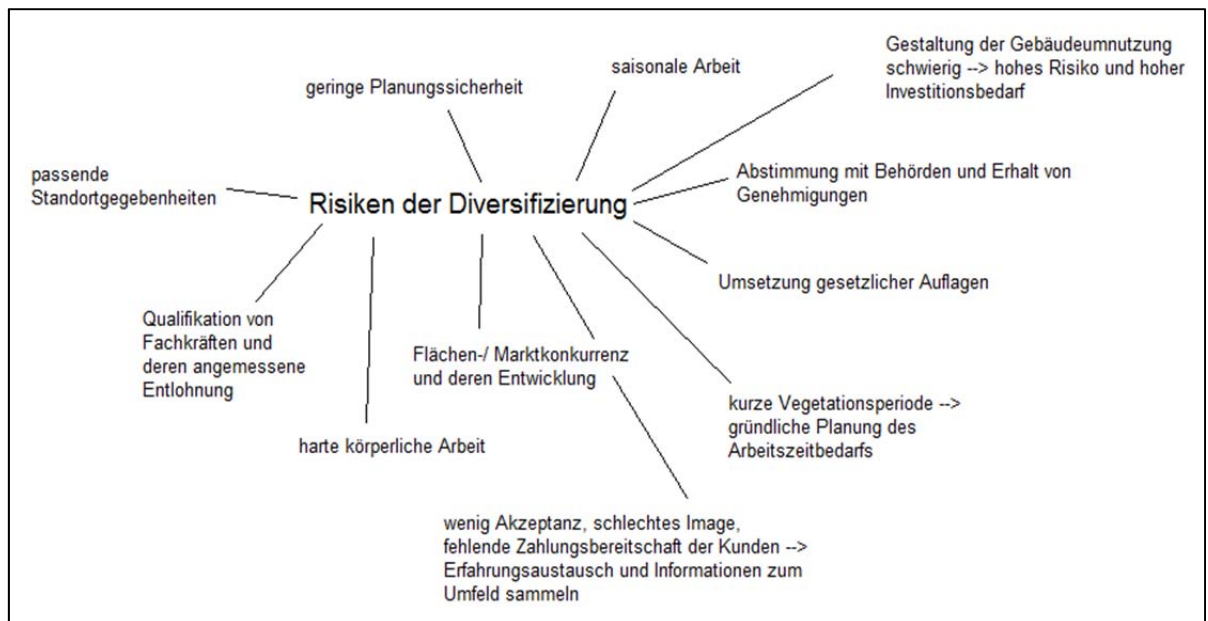 Gestaltung der Gebäudeumnutzung
schwierig --> hohes Risiko und hoher
Investitionsbedarf
saisonale Arbeit
geringe Planungssicherheit
passende
Standortgegebenheiten
Abstimmung mit Behörden und Erhalt von
Genehmigungen
Risiken der Diversifizierung
Umsetzung gesetzlicher Auflagen
Qualifikation von
Fachkräften und
deren angemessene
Entlohnung
Flächen-/ Marktkonkurrenz
und deren Entwicklung
kurze Vegetationsperiode -->
gründliche Planung des
Arbeitszeitbedarfs
harte körperliche Arbeit
wenig Akzeptanz, schlechtes Image,
fehlende Zahlungsbereitschaft der Kunden -->
Erfahrungsaustausch und Informationen zum
Umfeld sammeln